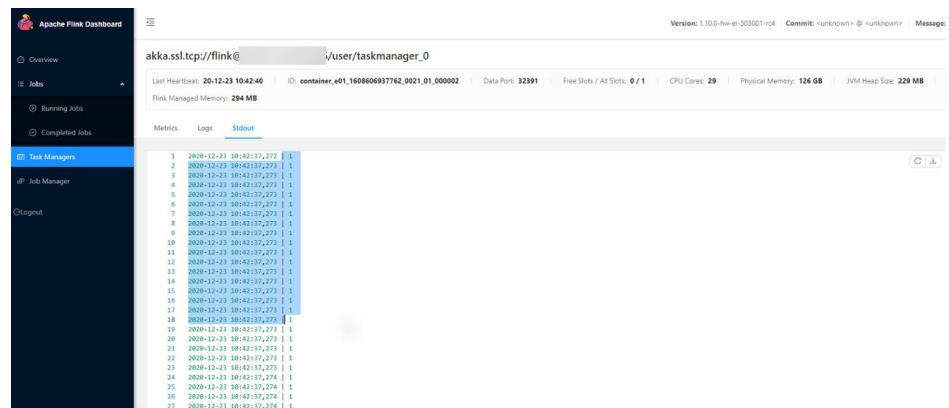 Apache Flink Dashboard
Version: 1.10.0-hw-ei-303001-rc4 Commit: <unknown> @ <unknown> Message:
Overview
Jobs
Running Jobs
Completed Jobs
Task Managers
Job Manager
Logout
akka.ssl.tcp://flink@ /user/taskmanager_0
Last Heartbeat: 20-12-23 10:42:40 ID: container_e01_1608606937762_0021_01_000002 Data Port: 32391 Free Slots / All Slots: 0 / 1 CPU Cores: 29 Physical Memory: 126 GB JVM Heap Size: 229 MB
Flink Managed Memory: 294 MB
Metrics Logs Stdout
1 2020-12-23 10:42:37,272 | 1
2 2020-12-23 10:42:37,273 | 1
3 2020-12-23 10:42:37,273 | 1
4 2020-12-23 10:42:37,273 | 1
5 2020-12-23 10:42:37,273 | 1
6 2020-12-23 10:42:37,273 | 1
7 2020-12-23 10:42:37,273 | 1
8 2020-12-23 10:42:37,273 | 1
9 2020-12-23 10:42:37,273 | 1
10 2020-12-23 10:42:37,273 | 1
11 2020-12-23 10:42:37,273 | 1
12 2020-12-23 10:42:37,273 | 1
13 2020-12-23 10:42:37,273 | 1
14 2020-12-23 10:42:37,273 | 1
15 2020-12-23 10:42:37,273 | 1
16 2020-12-23 10:42:37,273 | 1
17 2020-12-23 10:42:37,273 | 1
18 2020-12-23 10:42:37,273 | 1
19 2020-12-23 10:42:37,273 | 1
20 2020-12-23 10:42:37,273 | 1
21 2020-12-23 10:42:37,273 | 1
22 2020-12-23 10:42:37,273 | 1
23 2020-12-23 10:42:37,273 | 1
24 2020-12-23 10:42:37,274 | 1
25 2020-12-23 10:42:37,274 | 1
26 2020-12-23 10:42:37,274 | 1
27 2020-12-23 10:42:37,274 | 1